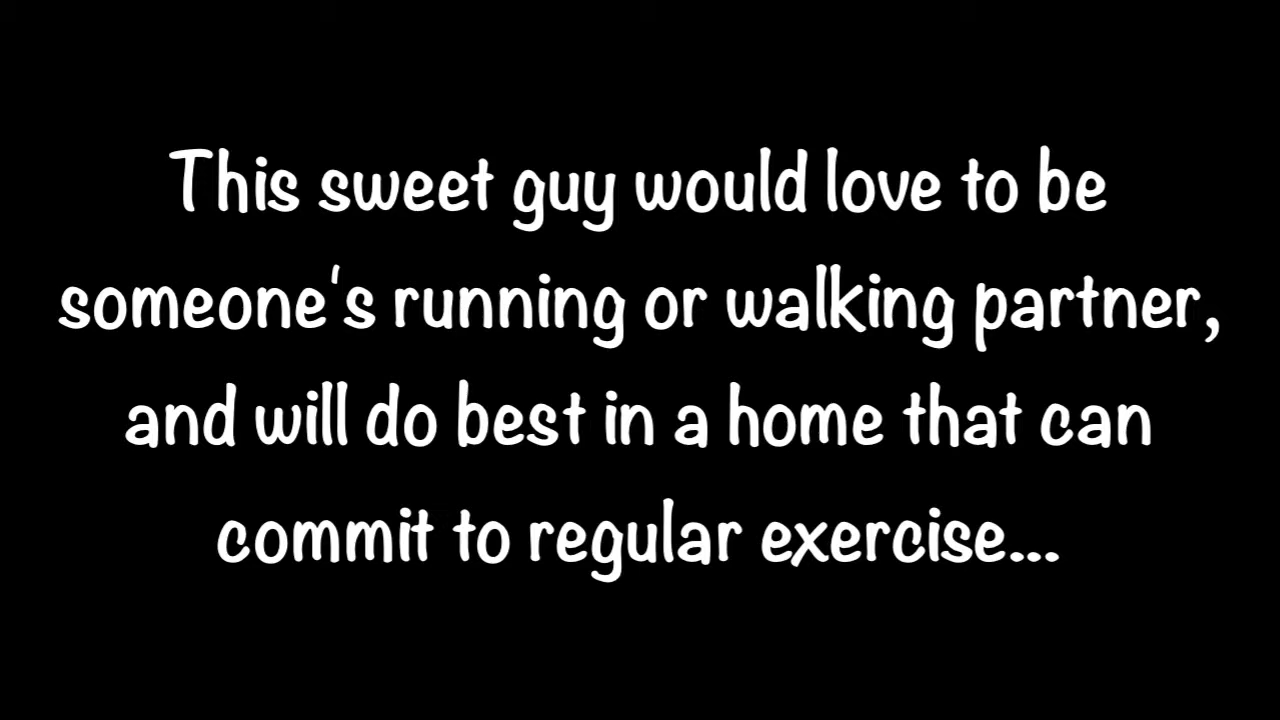 This sweet guy would love to be
someone's running or walking partner,
and will do best in a home that can
commit to regular exercise...